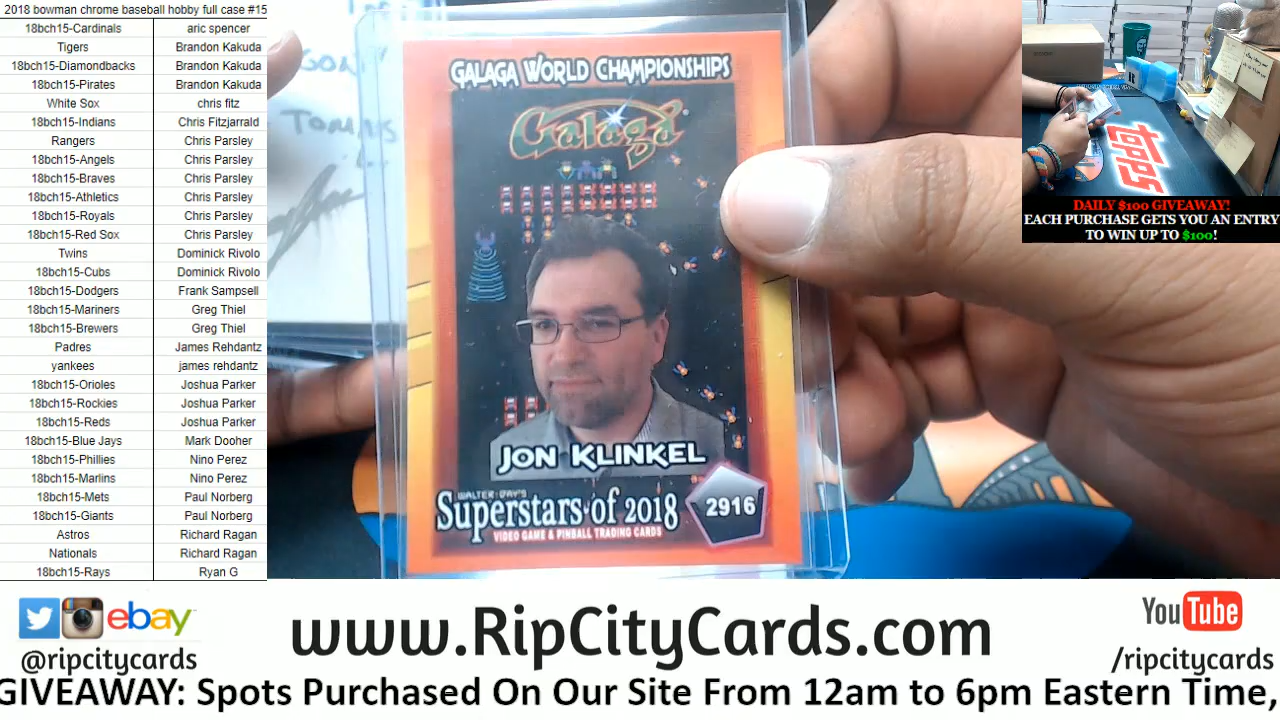 2018 bowman chrome baseball hobby full case #15
18bch15-Cardinals aric spencer
Tigers Brandon Kakuda
18bch15-Diamondbacks Brandon Kakuda
18bch15-Pirates Brandon Kakuda
White Sox chris fitz
18bch15-Indians Chris Fitzjarrald
Rangers Chris Parsley
18bch15-Angels Chris Parsley
18bch15-Braves Chris Parsley
18bch15-Athletics Chris Parsley
18bch15-Royals Chris Parsley
18bch15-Red Sox Chris Parsley
Twins Dominick Rivolo
18bch15-Cubs Dominick Rivolo
18bch15-Dodgers Frank Sampsell
18bch15-Mariners Greg Thiel
18bch15-Brewers Greg Thiel
Padres James Rehdantz
yankees james rehdantz
18bch15-Orioles Joshua Parker
18bch15-Rockies Joshua Parker
18bch15-Reds Joshua Parker
18bch15-Blue Jays Mark Dooher
18bch15-Phillies Nino Perez
18bch15-Marlins Nino Perez
18bch15-Mets Paul Norberg
18bch15-Giants Paul Norberg
Astros Richard Ragan
Nationals Richard Ragan
18bch15-Rays Ryan G
GALAGA WORLD CHAMPIONSHIPS
Galaga
JON KLINKEL
WALTER DAY'S
Superstars of 2018
VIDEO GAME & PINBALL TRADING CARDS
2916
topps
DAILY $100 GIVEAWAY!
EACH PURCHASE GETS YOU AN ENTRY
TO WIN UP TO $100!
ebay
@ripcitycards
www.RipCityCards.com
YouTube
/ripcitycards
GIVEAWAY: Spots Purchased On Our Site From 12am to 6pm Eastern Time,